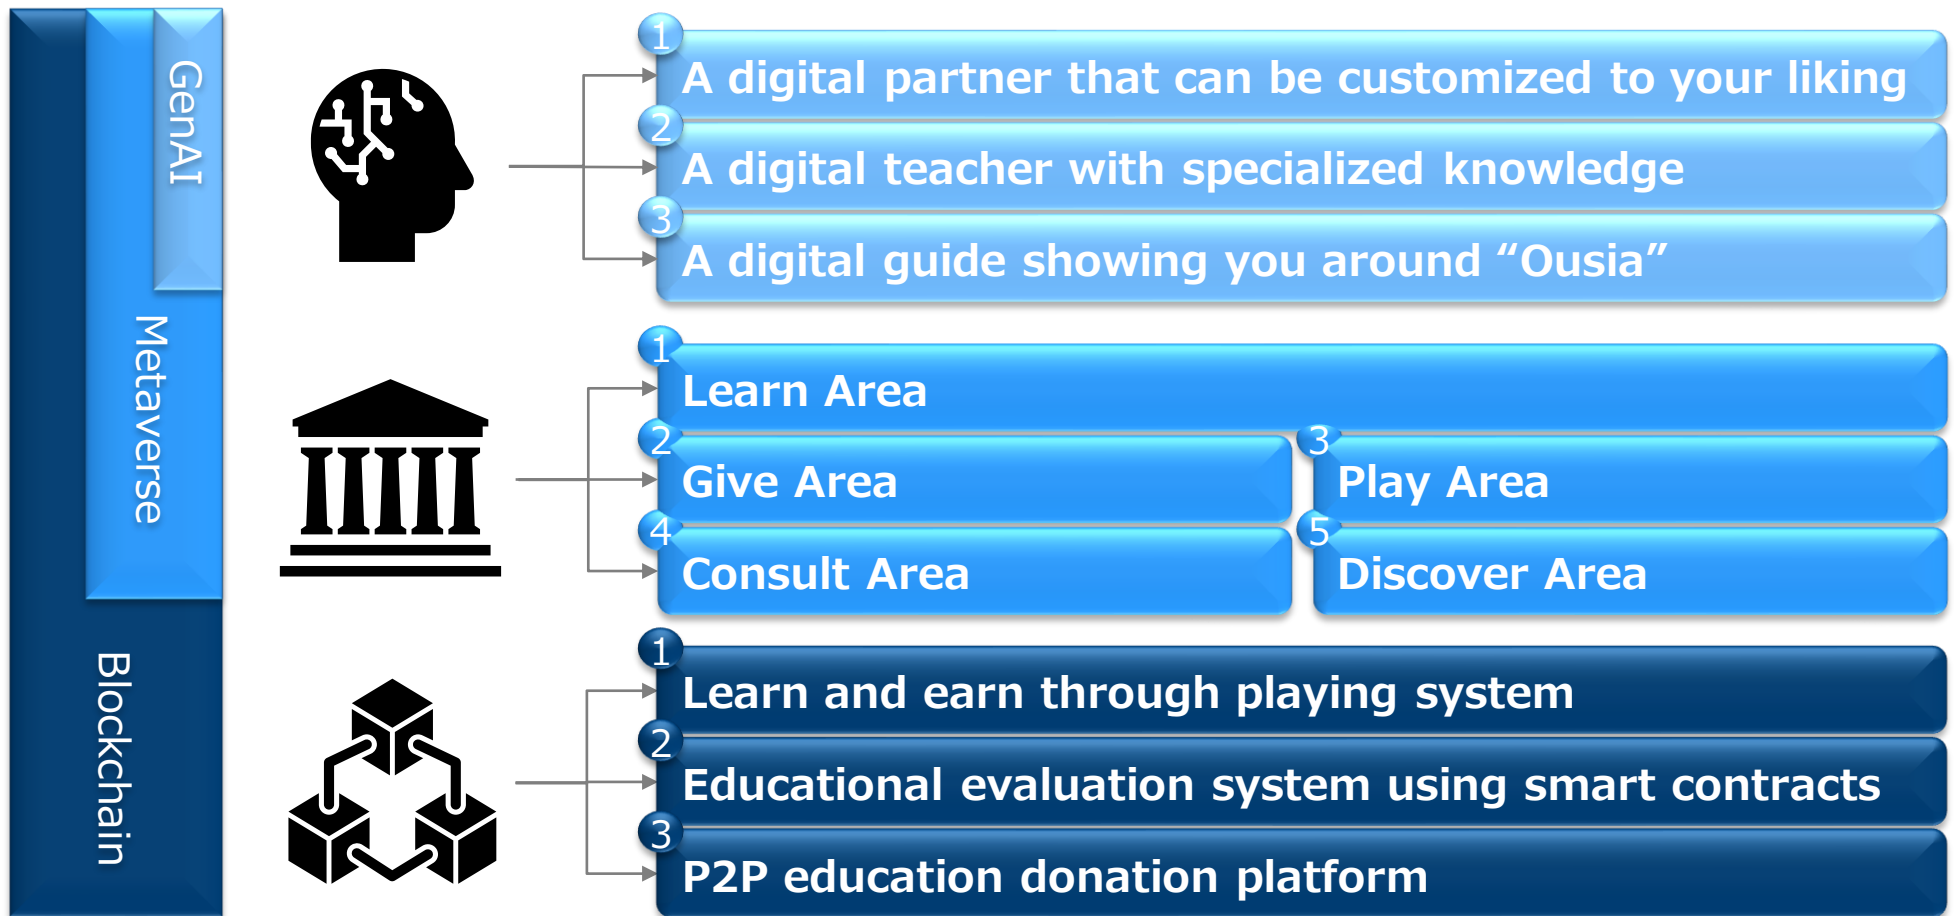 GenAI
1
A digital partner that can be customized to your liking
2
A digital teacher with specialized knowledge
3
A digital guide showing you around “Ousia”
Metaverse
1
Learn Area
2
Give Area
3
Play Area
4
Consult Area
5
Discover Area
Blockchain
1
Learn and earn through playing system
2
Educational evaluation system using smart contracts
3
P2P education donation platform